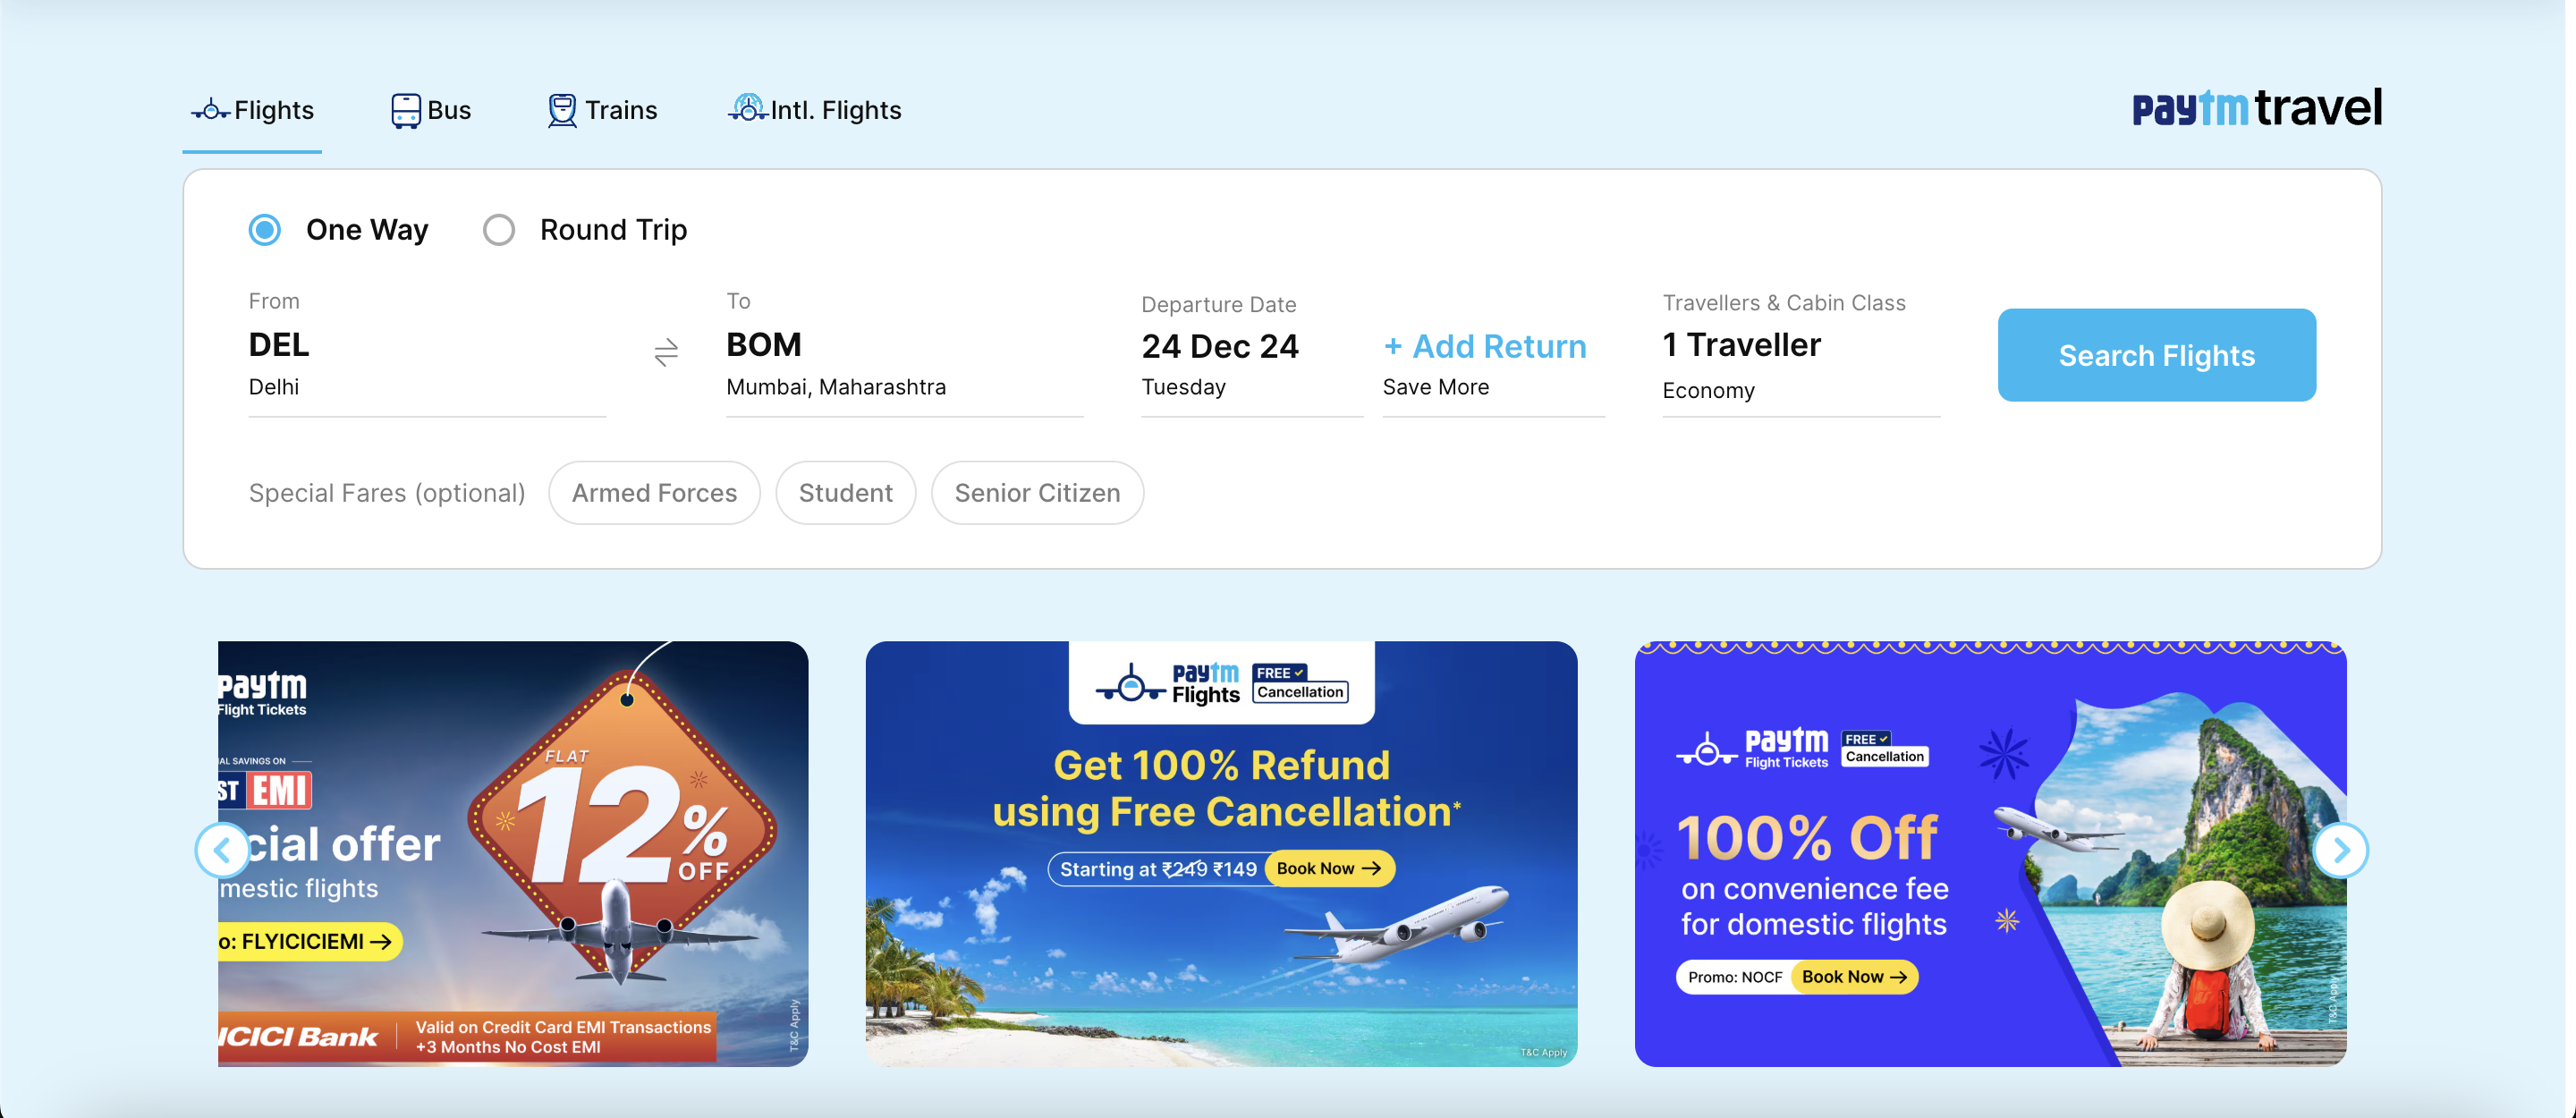 Flights
Bus
Trains
Intl. Flights
paytm travel
One Way
Round Trip
From
DEL
Delhi
To
BOM
Mumbai, Maharashtra
Departure Date
24 Dec 24
Tuesday
+ Add Return
Save More
Travellers & Cabin Class
1 Traveller
Economy
Search Flights
Special Fares (optional)
Armed Forces
Student
Senior Citizen
paytm
Flight Tickets
AL SAVINGS ON
ST EMI
cial offer
mestic flights
o: FLYICICIEMI →
FLAT
12%
OFF
ICICI Bank
Valid on Credit Card EMI Transactions
+3 Months No Cost EMI
T&C Apply
paytm
Flights
FREE
Cancellation
Get 100% Refund
using Free Cancellation*
Starting at ₹249 ₹149
Book Now →
T&C Apply
paytm
Flight Tickets
FREE
Cancellation
100% Off
on convenience fee
for domestic flights
Promo: NOCF
Book Now →
T&C Apply